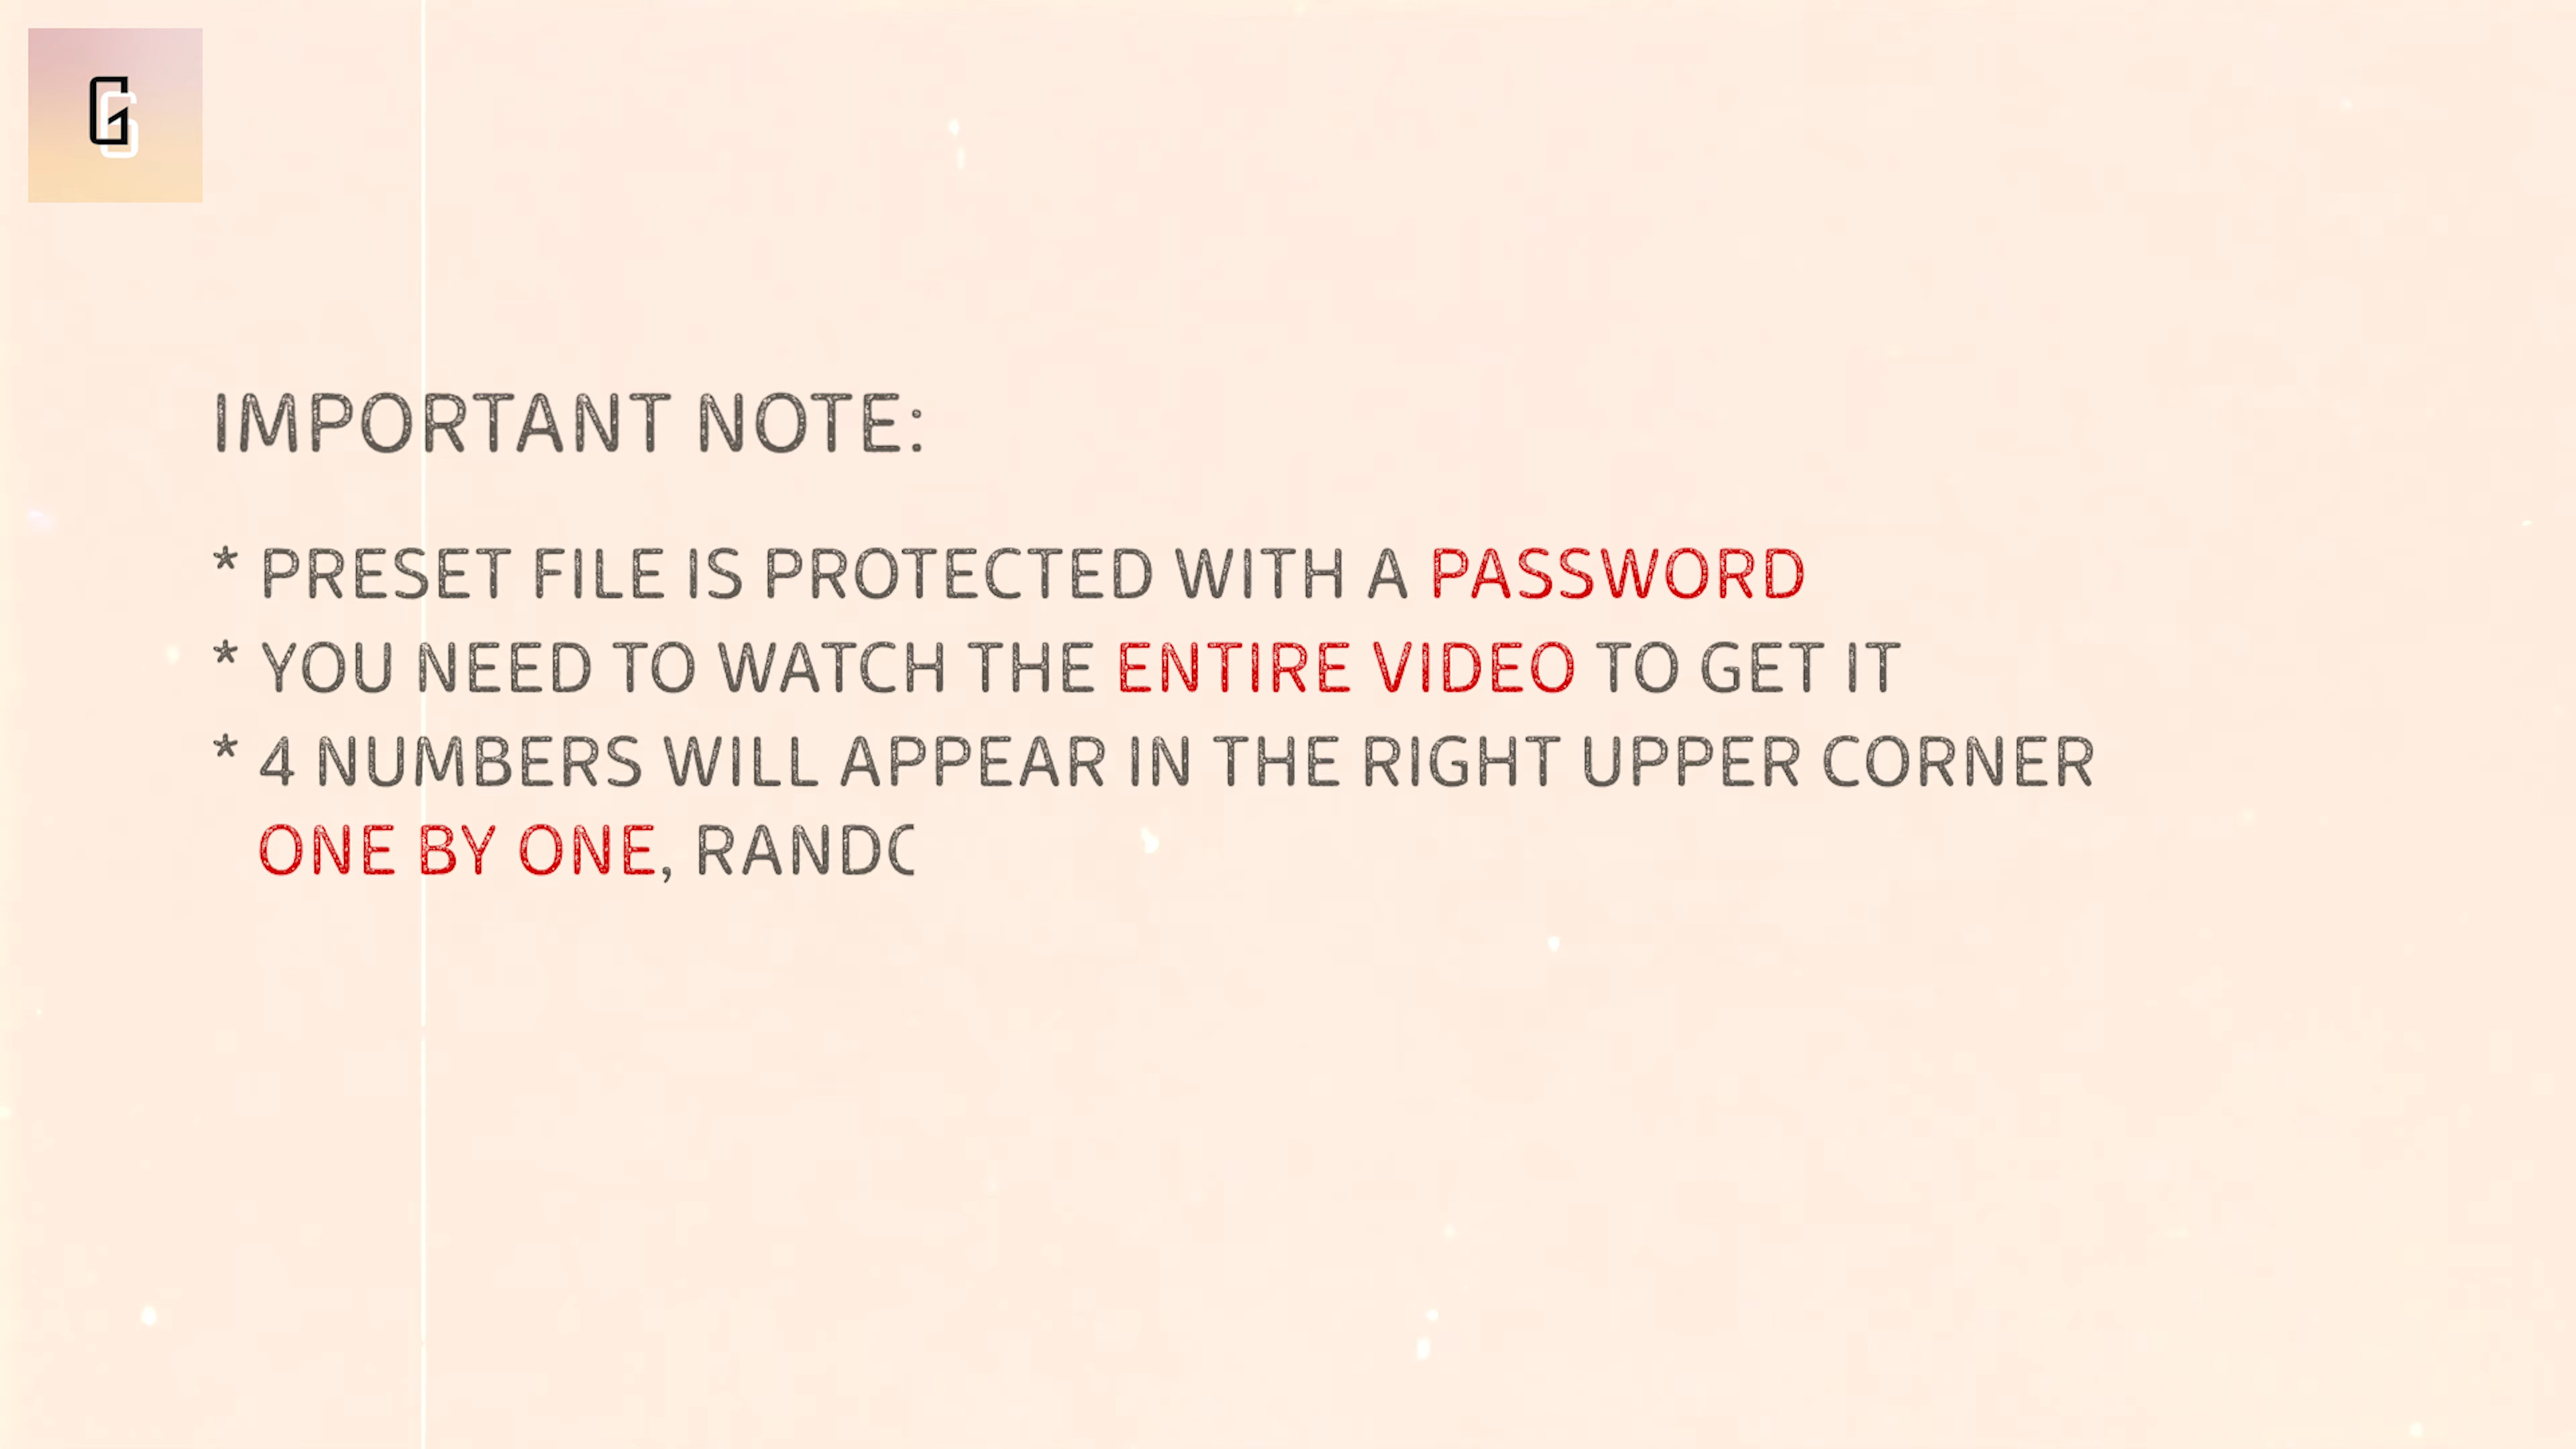 G
IMPORTANT NOTE:
* PRESET FILE IS PROTECTED WITH A PASSWORD
* YOU NEED TO WATCH THE ENTIRE VIDEO TO GET IT
* 4 NUMBERS WILL APPEAR IN THE RIGHT UPPER CORNER
ONE BY ONE,